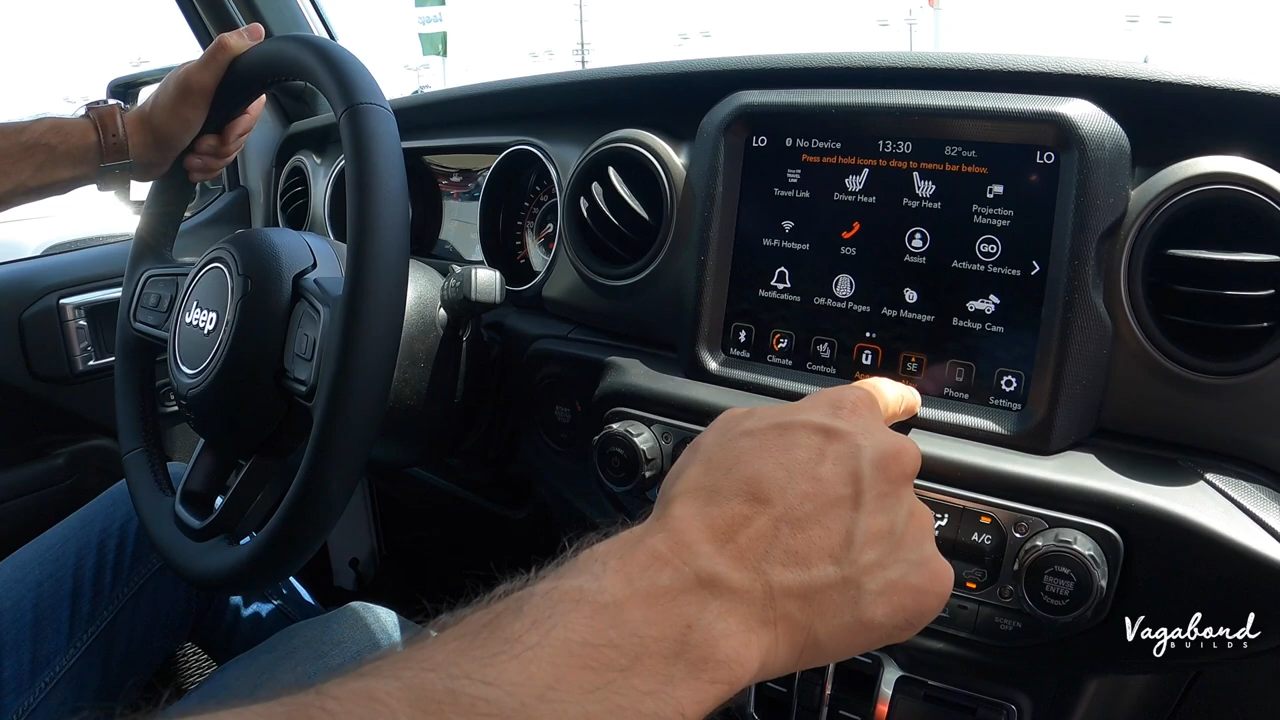 Jeep
LO
No Device
13:30
82°out.
LO
Press and hold icons to drag to menu bar below.
Travel Link
Driver Heat
Psgr Heat
Projection
Manager
Wi-Fi Hotspot
SOS
Assist
GO
Activate Services
Notifications
Off-Road Pages
App Manager
Backup Cam
Media
Climate
Controls
SE
Phone
Settings
A/C
TUNE
BROWSE
ENTER
SCROLL
SCREEN
OFF
Vagabond
BUILDS